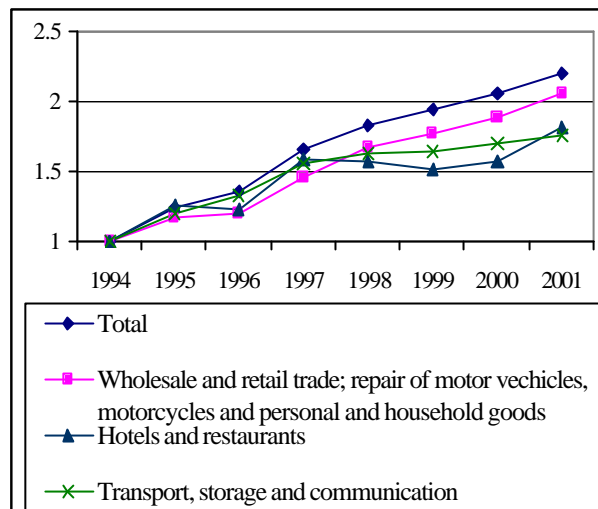 2.5
2
1.5
1
1994 1995 1996 1997 1998 1999 2000 2001
Total
Wholesale and retail trade; repair of motor vechicles,
motorcycles and personal and household goods
Hotels and restaurants
Transport, storage and communication